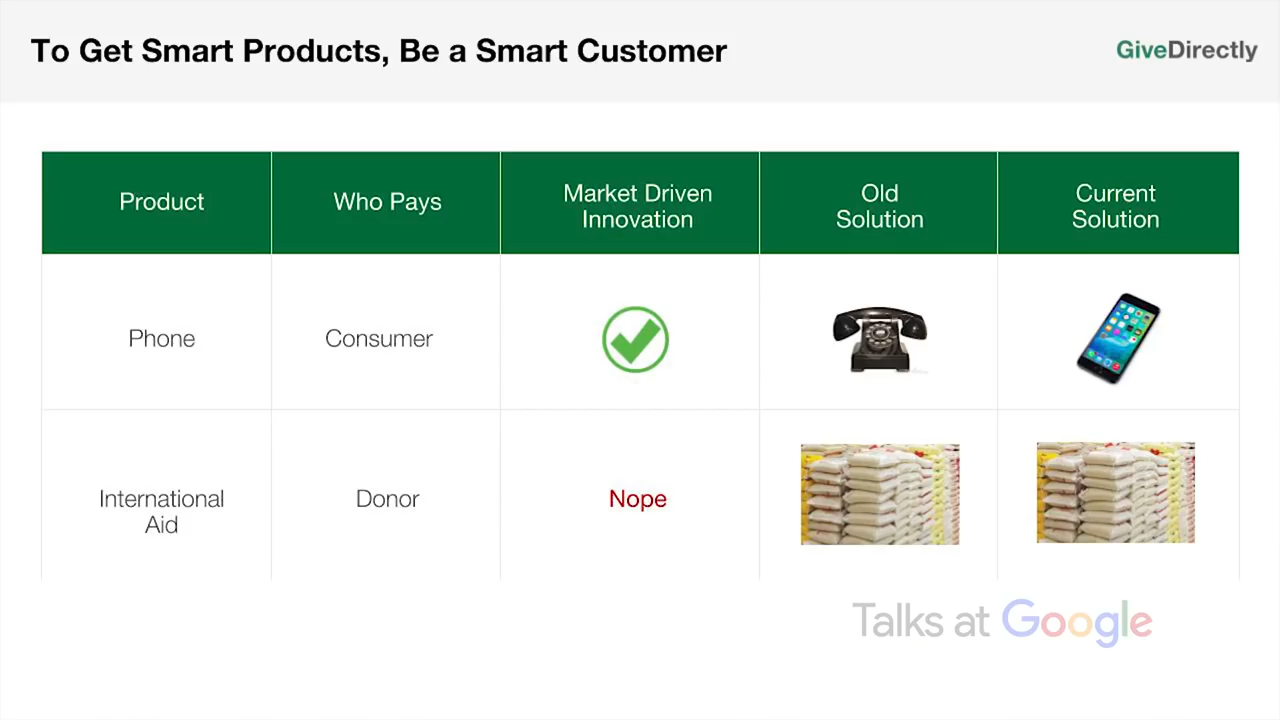 To Get Smart Products, Be a Smart Customer
GiveDirectly
Product
Who Pays
Market Driven
Innovation
Old
Solution
Current
Solution
Phone
Consumer
International
Aid
Donor
Nope
Talks at Google